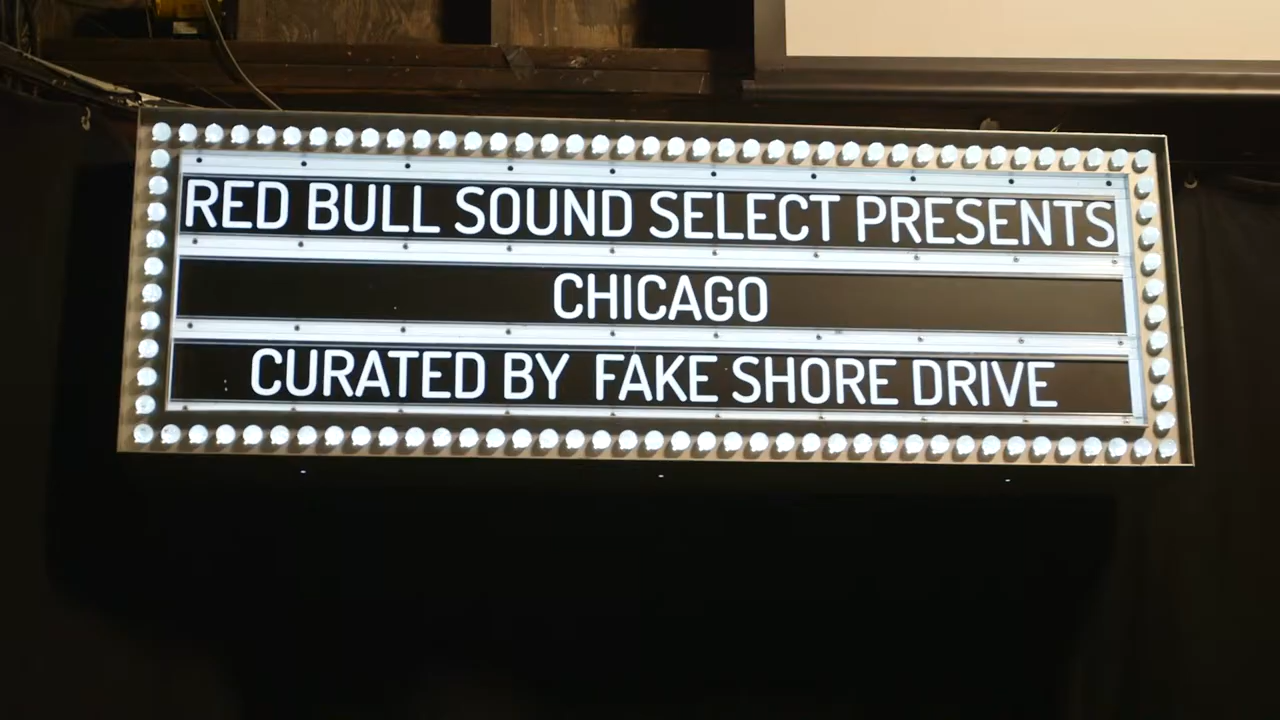 RED BULL SOUND SELECT PRESENTS
CHICAGO
CURATED BY FAKE SHORE DRIVE